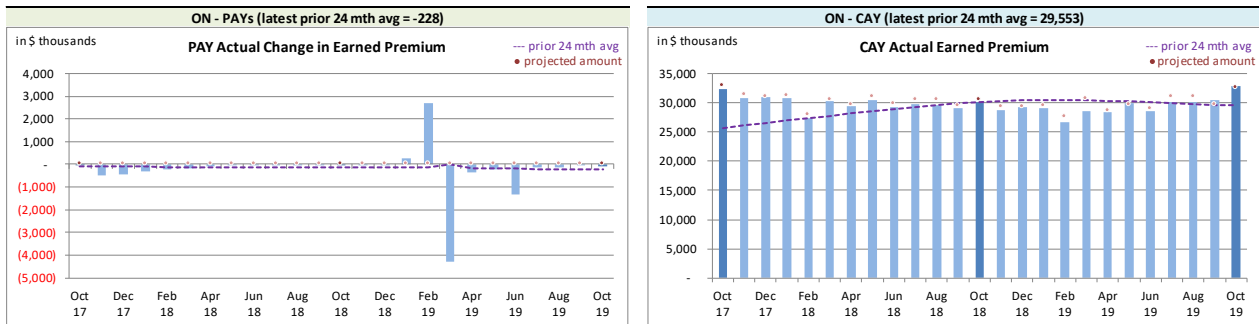 ON - PAYs (latest prior 24 mth avg = -228)
in $ thousands
PAY Actual Change in Earned Premium
--- prior 24 mth avg
• projected amount
4,000
3,000
2,000
1,000
-
(1,000)
(2,000)
(3,000)
(4,000)
(5,000)
Oct Dec Feb Apr Jun Aug Oct Dec Feb Apr Jun Aug Oct
17 17 18 18 18 18 18 18 19 19 19 19 19
ON - CAY (latest prior 24 mth avg = 29,553)
in $ thousands
CAY Actual Earned Premium
--- prior 24 mth avg
• projected amount
35,000
30,000
25,000
20,000
15,000
10,000
5,000
-
Oct Dec Feb Apr Jun Aug Oct Dec Feb Apr Jun Aug Oct
17 17 18 18 18 18 18 18 19 19 19 19 19